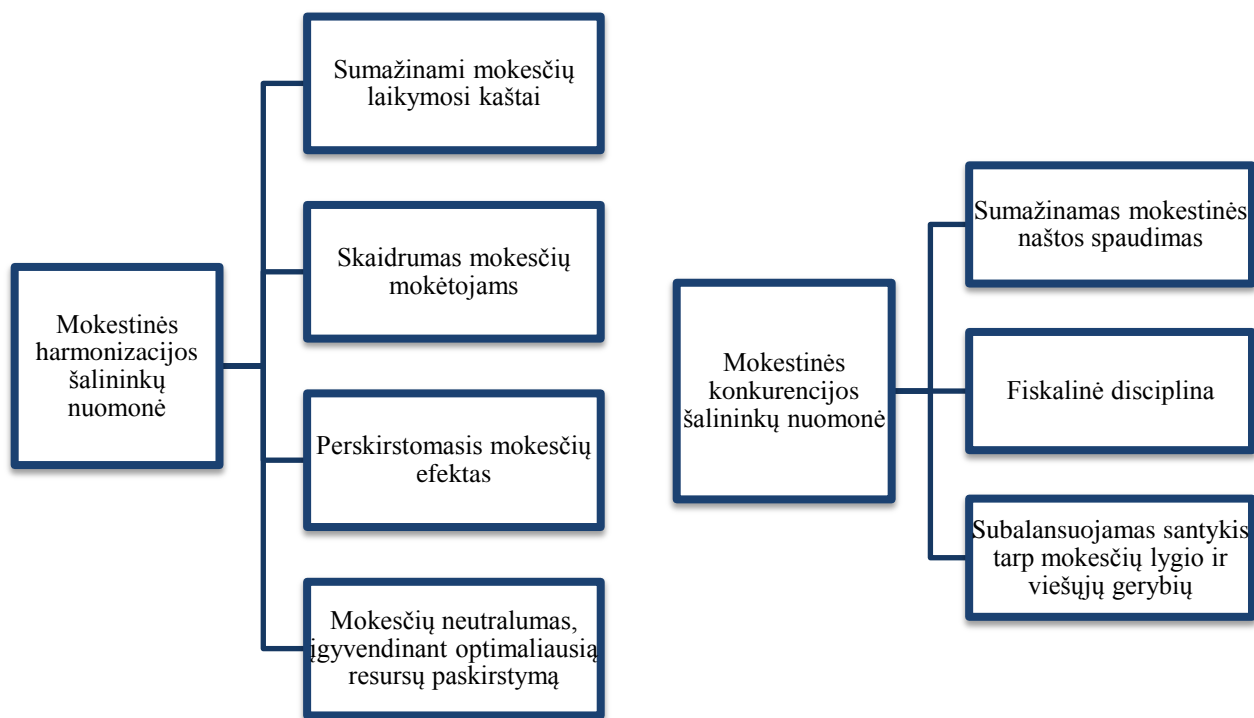 Mokestinės
harmonizacijos
šalininkų
nuomonė
Sumažinami mokesčių
laikymosi kaštai
Skaidrumas mokesčių
mokėtojams
Perskirstomasis mokesčių
efektas
Mokesčių neutralumas,
įgyvendinant optimaliausią
resursų paskirstymą
Mokestinės
konkurencijos
šalininkų nuomonė
Sumažinamas mokestinės
naštos spaudimas
Fiskalinė disciplina
Subalansuojamas santykis
tarp mokesčių lygio ir
viešųjų gerybių